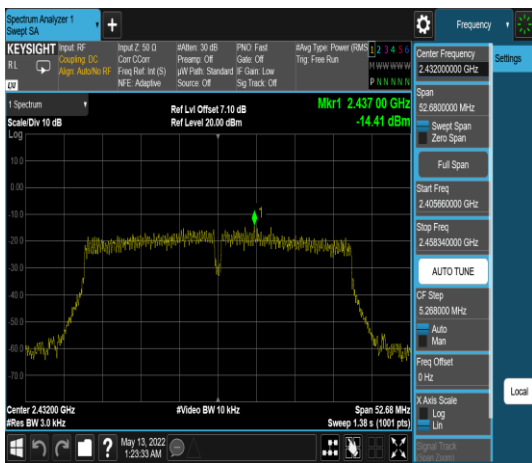 Spectrum Analyzer 1
Swept SA
Frequency
KEYSIGHT
RL
LXI
Input: RF
Coupling: DC
Align: Auto/No RF
Input Z: 50 Ω
Corr CCorr
Freq Ref: Int (S)
NFE: Adaptive
#Atten: 30 dB
Preamp: Off
µW Path: Standard
Source: Off
PNO: Fast
Gate: Off
IF Gain: Low
Sig Track: Off
#Avg Type: Power (RMS
Trig: Free Run
1 2 3 4 5 6
M W W W W W
P N N N N N
Center Frequency
2.432000000 GHz
Settings
Span
52.6800000 MHz
Swept Span
Zero Span
Full Span
Start Freq
2.405660000 GHz
Stop Freq
2.458340000 GHz
AUTO TUNE
CF Step
5.268000 MHz
Auto
Man
Freq Offset
0 Hz
X Axis Scale
Log
Lin
Signal Track
(Span Zoom)
Local
1 Spectrum
Scale/Div 10 dB
Log
Ref Lvl Offset 7.10 dB
Ref Level 20.00 dBm
Mkr1 2.437 00 GHz
-14.41 dBm
1
10.0
0.00
-10.0
-20.0
-30.0
-40.0
-50.0
-60.0
-70.0
Center 2.43200 GHz
#Res BW 3.0 kHz
#Video BW 10 kHz
Span 52.68 MHz
Sweep 1.38 s (1001 pts)
?
May 13, 2022
1:23:33 AM